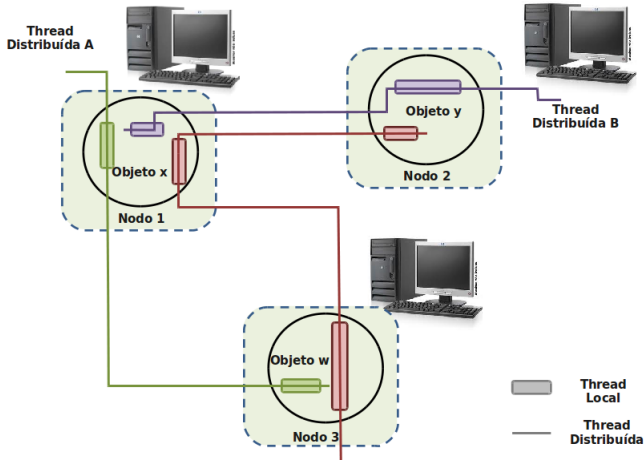 Thread
Distribuída A
Objeto y
Thread
Distribuída B
Objeto x
Nodo 2
Nodo 1
Objeto w
Thread
Local
Nodo 3
Thread
Distribuída